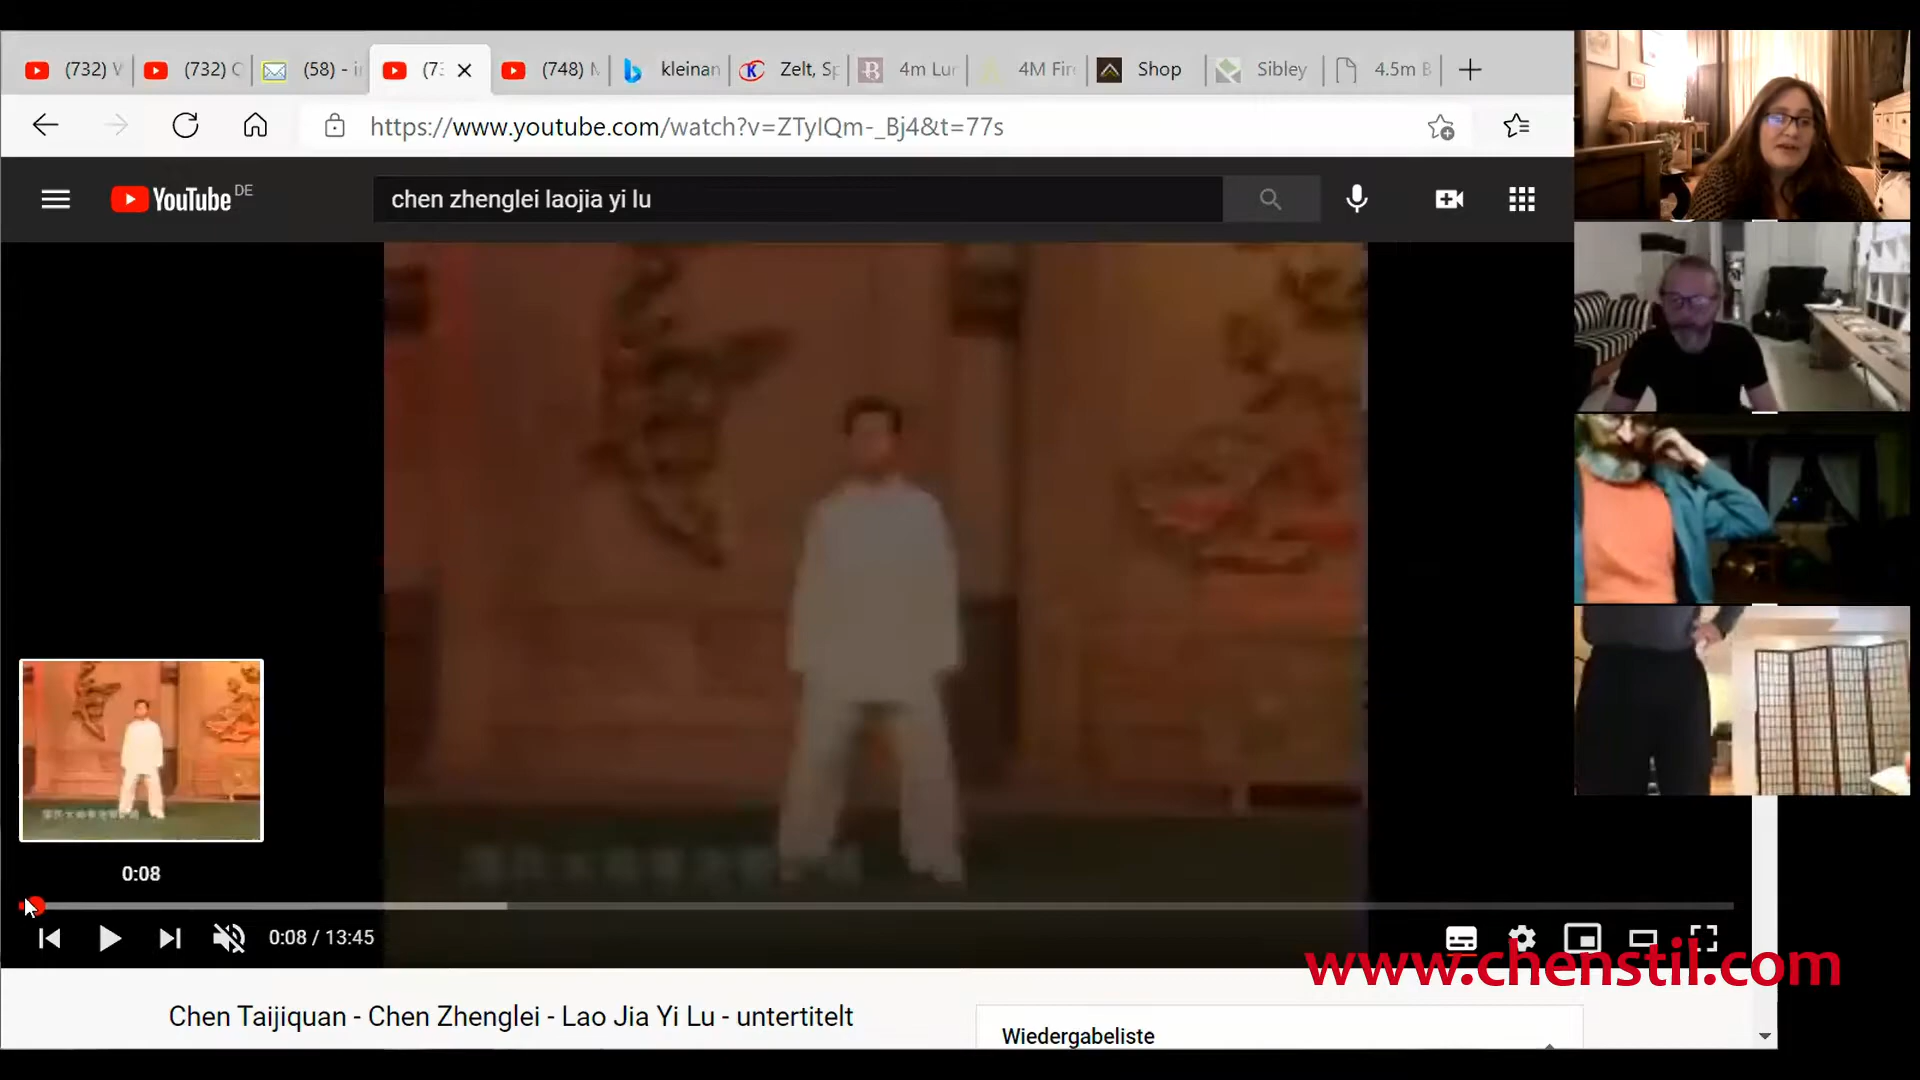 (732) V
(732) C
(58) - i
(73
(748) M
kleinan
Zelt, Sp
4m Lur
4M Fire
Shop
Sibley
4.5m B
https://www.youtube.com/watch?v=ZTylQm-_Bj4&t=77s
YouTube DE
chen zhenglei laojia yi lu
0:08
0:08 / 13:45
www.chenstil.com
Chen Taijiquan - Chen Zhenglei - Lao Jia Yi Lu - untertitelt
Wiedergabeliste